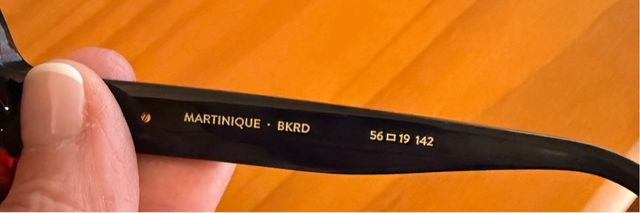 MARTINIQUE · BKRD 56▭19 142